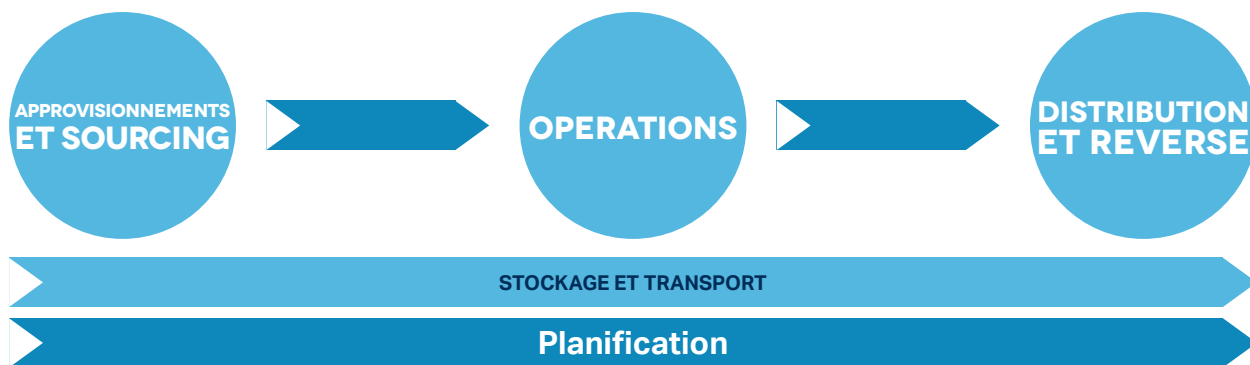 APPROVISIONNEMENTS
ET SOURCING
OPERATIONS
DISTRIBUTION
ET REVERSE
STOCKAGE ET TRANSPORT
Planification